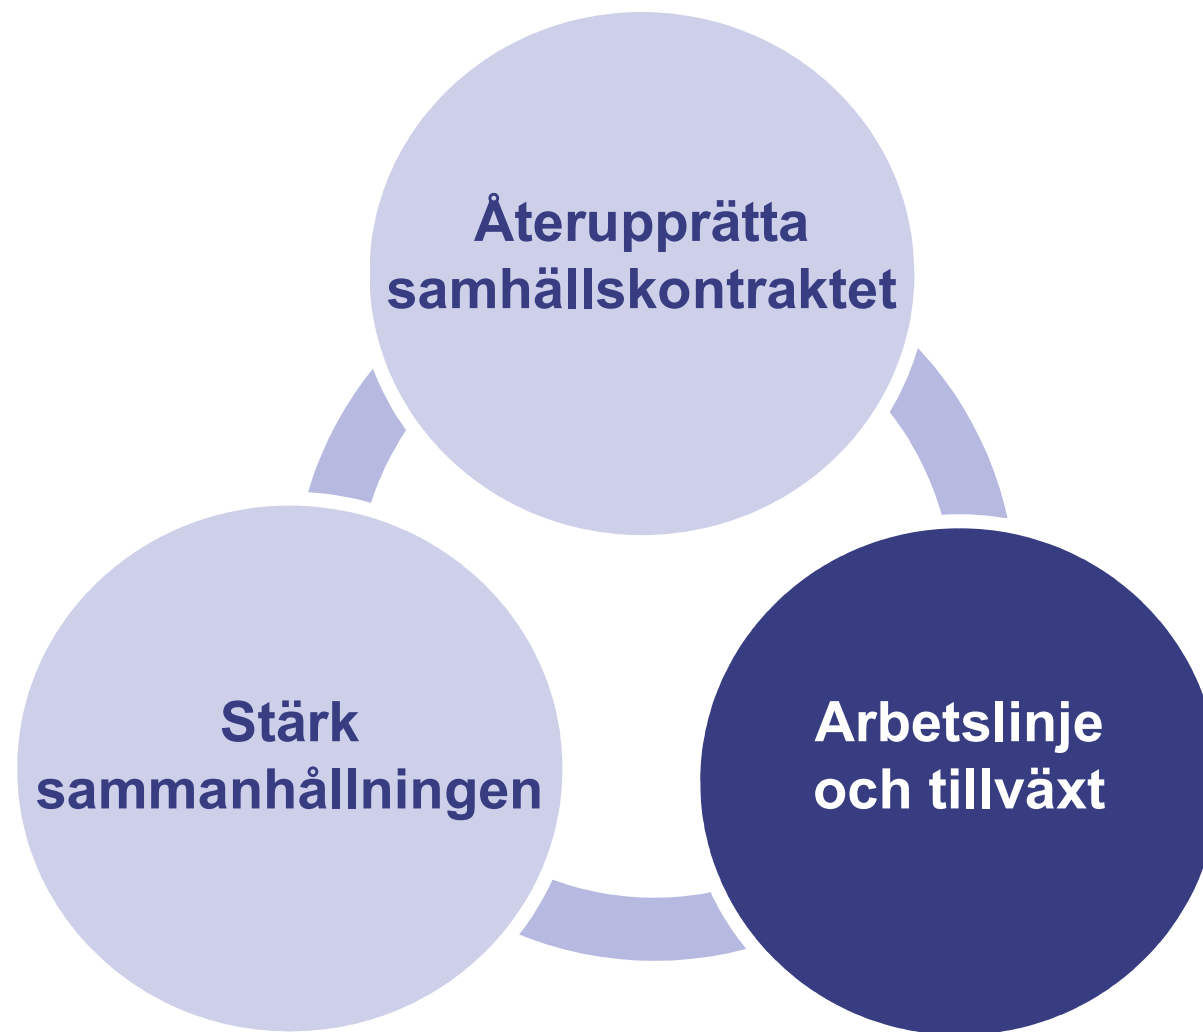 Återupprätta
samhällskontraktet
Stärk
sammanhållningen
Arbetslinje
och tillväxt